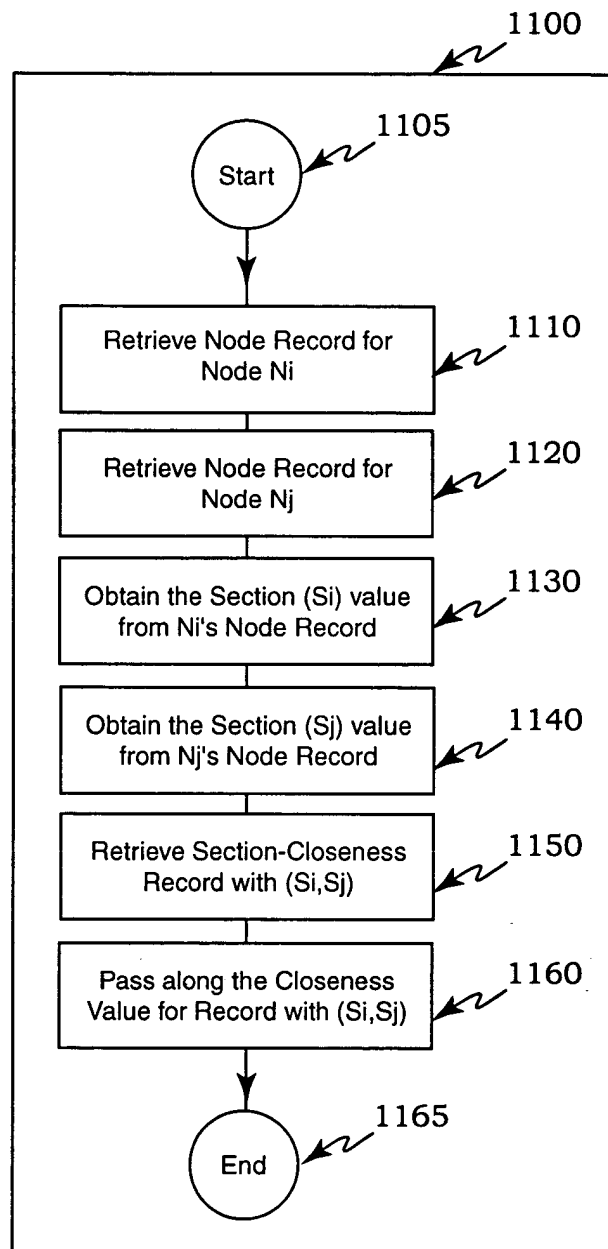 1100
1105
Start
Retrieve Node Record for
Node Ni
1110
Retrieve Node Record for
Node Nj
1120
Obtain the Section (Si) value
from Ni's Node Record
1130
Obtain the Section (Sj) value
from Nj's Node Record
1140
Retrieve Section-Closeness
Record with (Si,Sj)
1150
Pass along the Closeness
Value for Record with (Si,Sj)
1160
1165
End